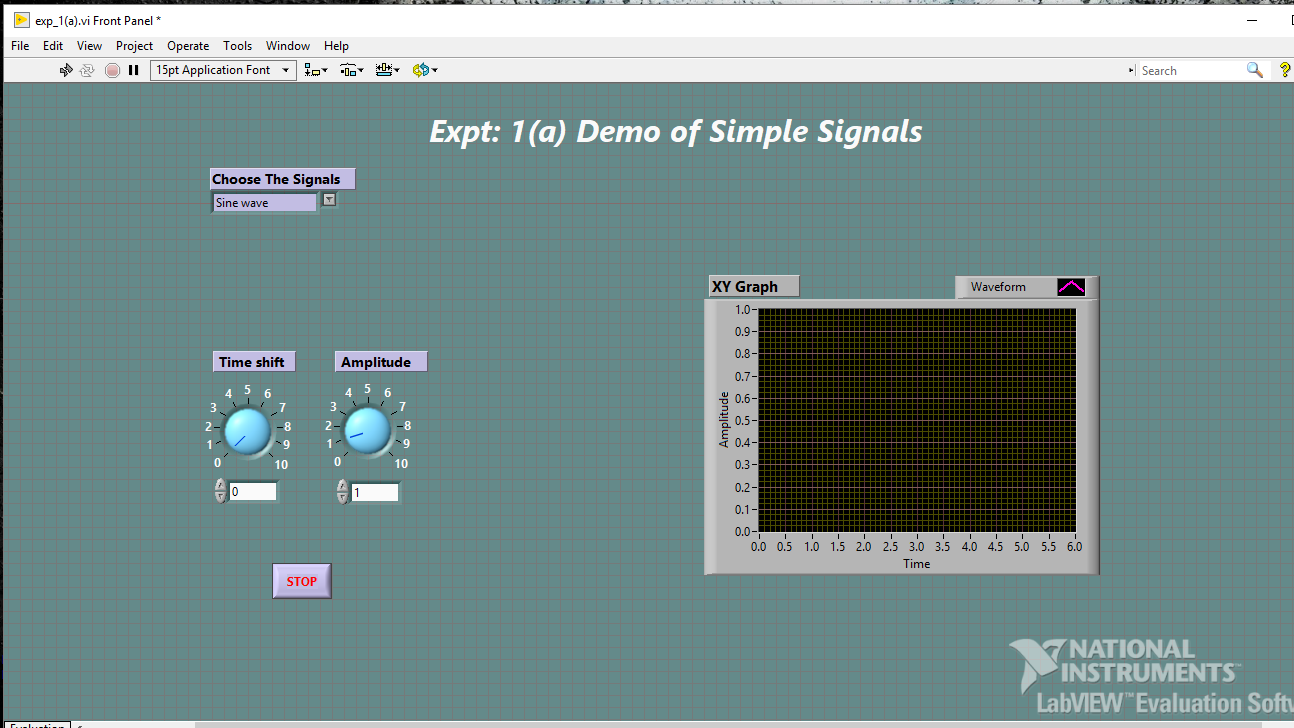 exp_1(a).vi Front Panel *
File Edit View Project Operate Tools Window Help
15pt Application Font
Search
?
Expt: 1(a) Demo of Simple Signals
Choose The Signals
Sine wave
XY Graph
Waveform
1.0
0.9
0.8
0.7
0.6
0.5
0.4
0.3
0.2
0.1
0.0
Amplitude
0.0 0.5 1.0 1.5 2.0 2.5 3.0 3.5 4.0 4.5 5.0 5.5 6.0
Time
Time shift
0 1 2 3 4 5 6 7 8 9 10
0
Amplitude
0 1 2 3 4 5 6 7 8 9 10
1
STOP
NATIONAL
INSTRUMENTS™
LabVIEW™ Evaluation Softw